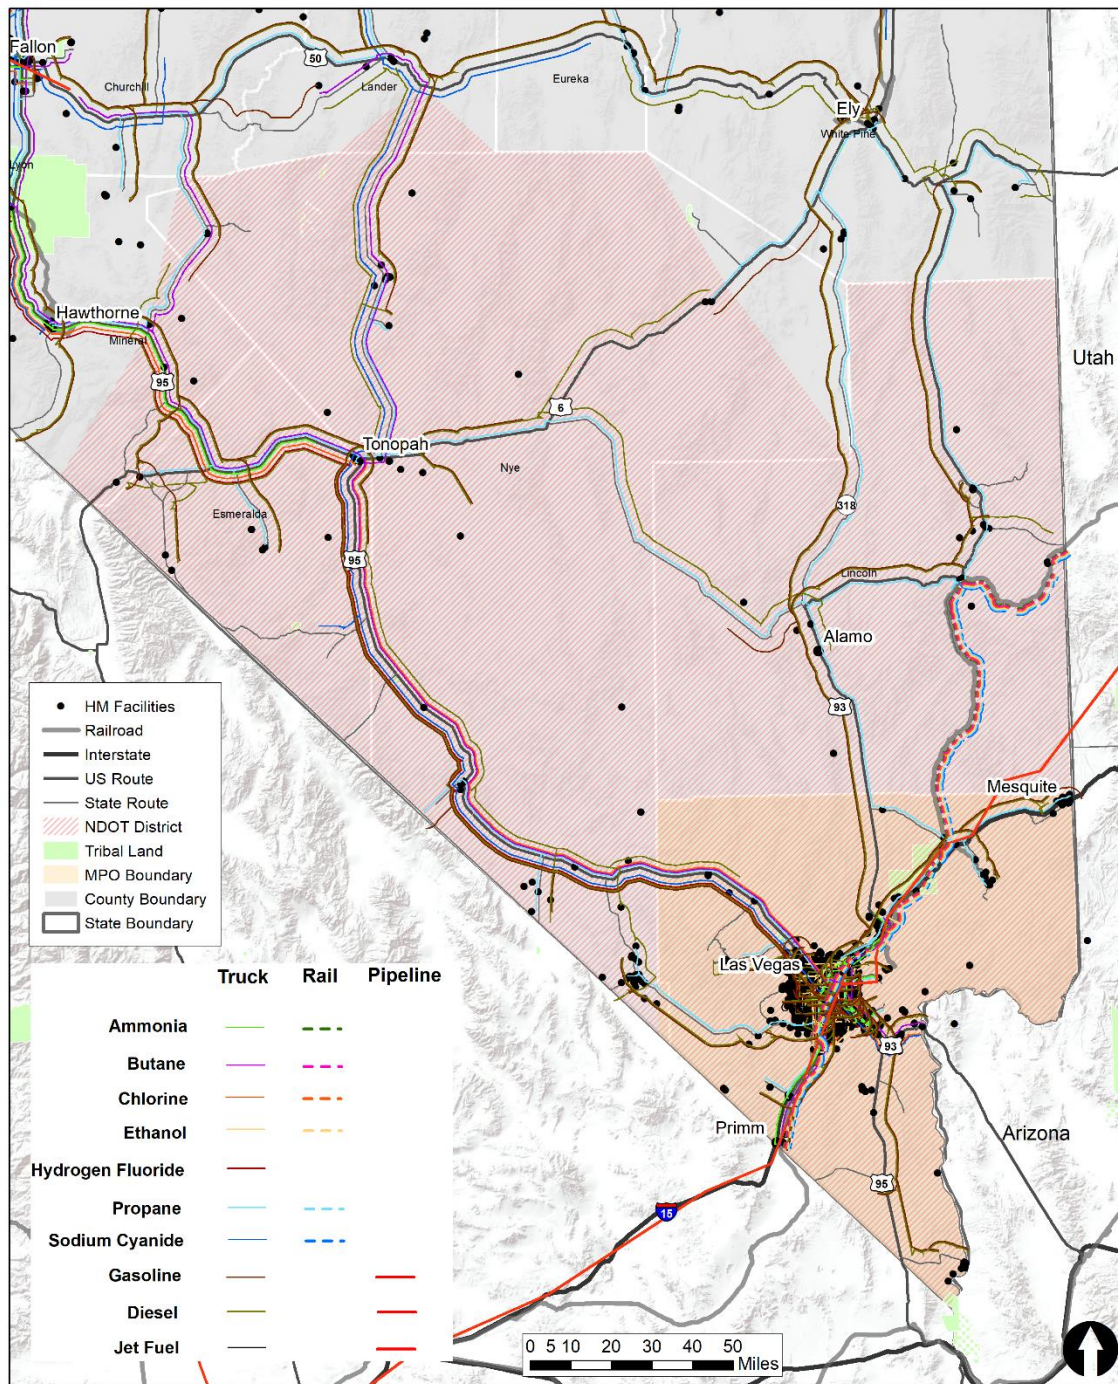 Fallon
50
Churchill
Lander
Eureka
Ely
White Pine
Lyon
Hawthorne
Mineral
95
Utah
6
Tonopah
Nye
318
Esmeralda
95
Lincoln
Alamo
93
Mesquite
HM Facilities
Railroad
Interstate
US Route
State Route
NDOT District
Tribal Land
MPO Boundary
County Boundary
State Boundary
Las Vegas
Truck Rail Pipeline
Ammonia
Butane
Chlorine
Ethanol
Hydrogen Fluoride
Propane
Sodium Cyanide
Gasoline
Diesel
Jet Fuel
93
Primm
Arizona
95
15
0 5 10 20 30 40 50
Miles